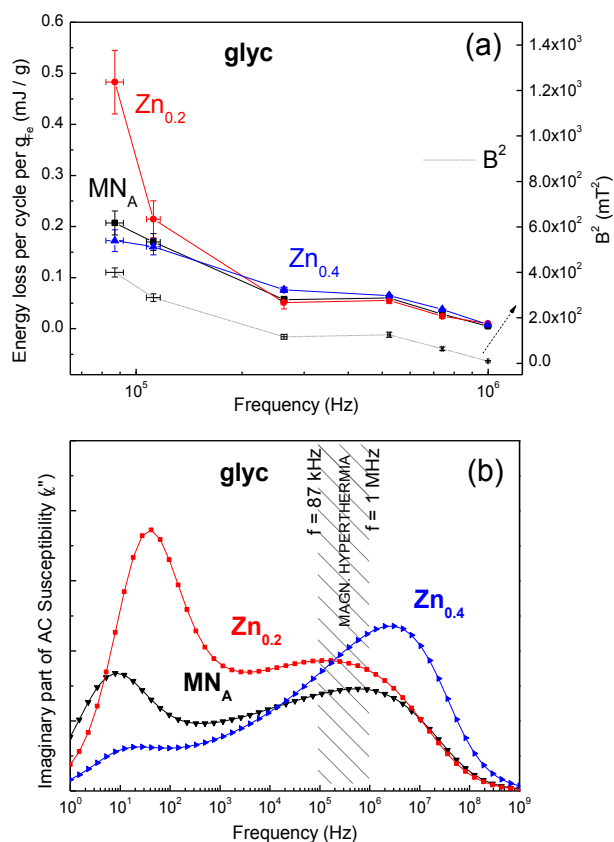 (a)
glyc
Zn0.2
MNA
Zn0.4
B2
Energy loss per cycle per gFe (mJ / g)
0.6
0.5
0.4
0.3
0.2
0.1
0.0
B2 (mT2)
1.4x103
1.2x103
1.0x103
8.0x102
6.0x102
4.0x102
2.0x102
0.0
105
106
Frequency (Hz)
(b)
glyc
f = 87 kHz
MAGN. HYPERTHERMIA
f = 1 MHz
Zn0.4
Zn0.2
MNA
Imaginary part of AC Susceptibility (χ")
100 101 102 103 104 105 106 107 108 109
Frequency (Hz)